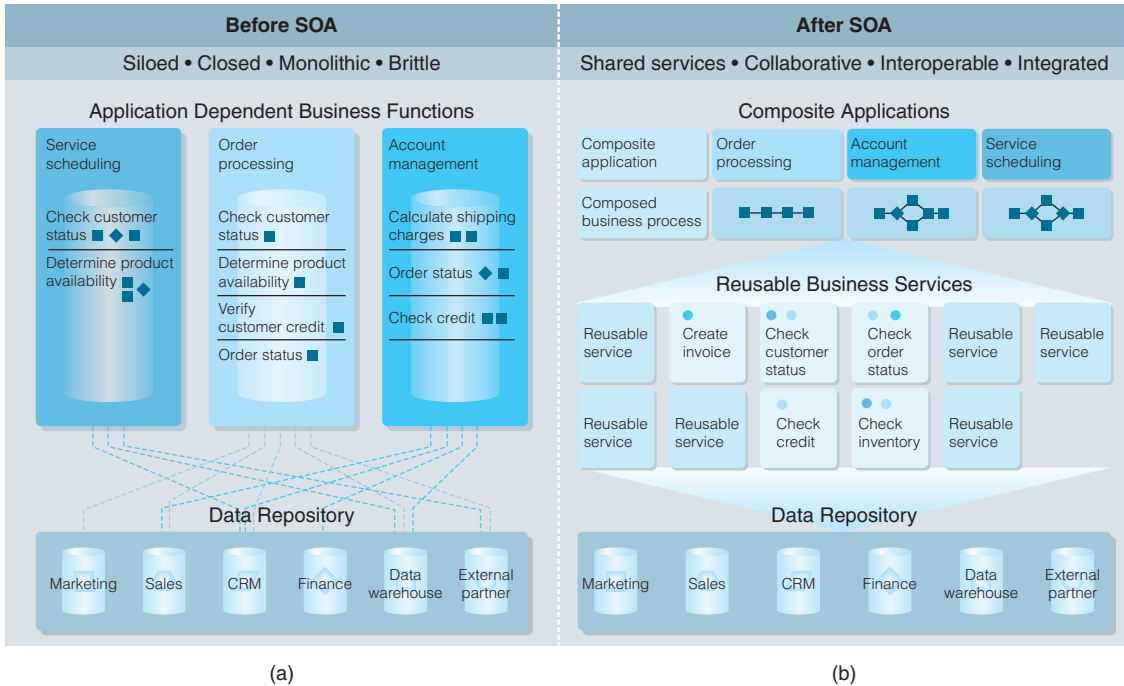 Before SOA
Siloed • Closed • Monolithic • Brittle
Application Dependent Business Functions
Service
scheduling
Check customer
status
Determine product
availability
Order
processing
Check customer
status
Determine product
availability
Verify
customer credit
Order status
Account
management
Calculate shipping
charges
Order status
Check credit
Data Repository
Marketing
Sales
CRM
Finance
Data
warehouse
External
partner
(a)
After SOA
Shared services • Collaborative • Interoperable • Integrated
Composite Applications
Composite
application
Order
processing
Account
management
Service
scheduling
Composed
business process
Reusable Business Services
Reusable
service
Create
invoice
Check
customer
status
Check
order
status
Reusable
service
Reusable
service
Reusable
service
Reusable
service
Check
credit
Check
inventory
Reusable
service
Data Repository
Marketing
Sales
CRM
Finance
Data
warehouse
External
partner
(b)